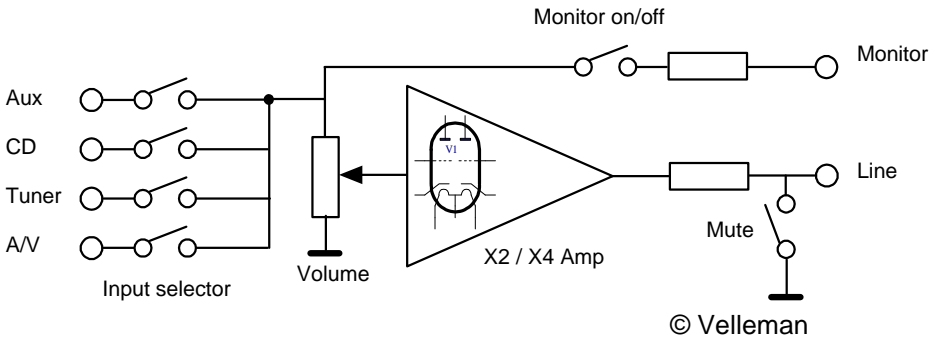 Monitor on/off
Monitor
Aux
CD
V1
Tuner
Line
A/V
Mute
X2 / X4 Amp
Volume
Input selector
© Velleman